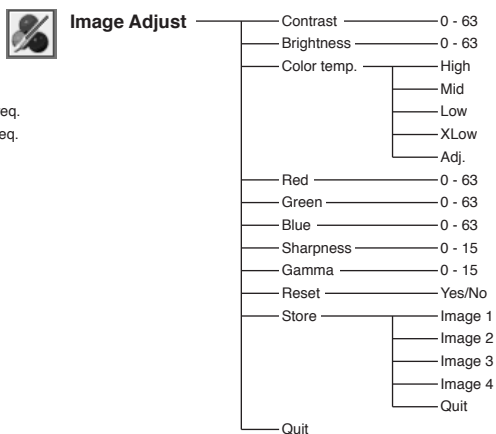 Image Adjust
Contrast 0 - 63
Brightness 0 - 63
Color temp. High
Mid
Low
XLow
Adj.
eq.
eq.
Red 0 - 63
Green 0 - 63
Blue 0 - 63
Sharpness 0 - 15
Gamma 0 - 15
Reset Yes/No
Store Image 1
Image 2
Image 3
Image 4
Quit
Quit